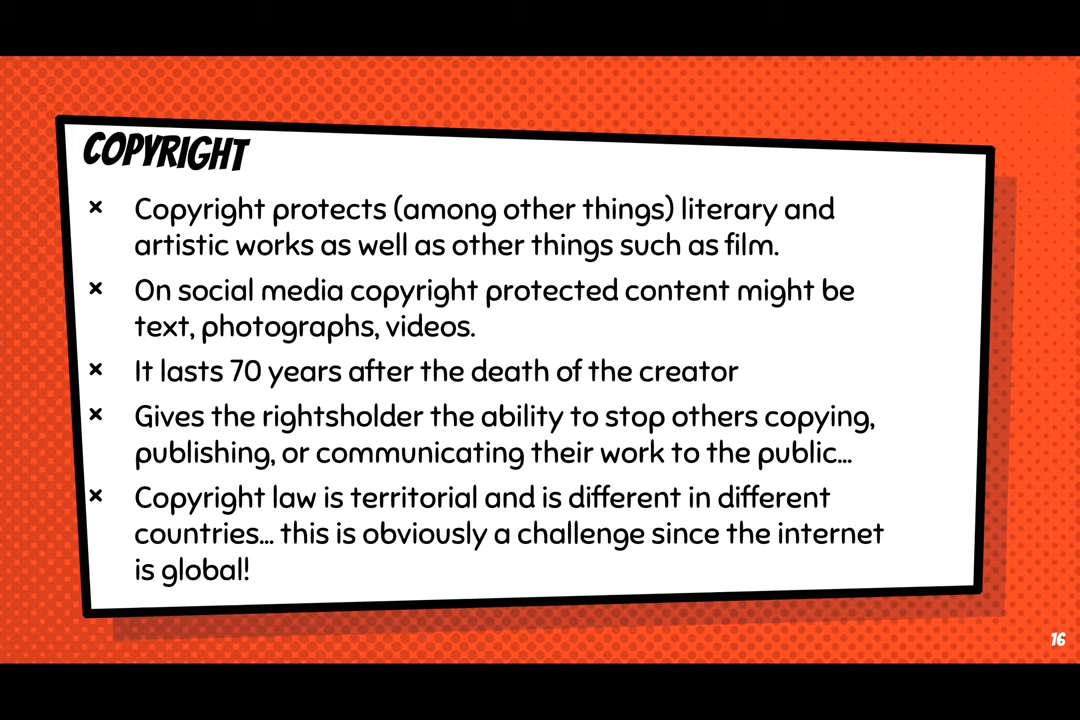 COPYRIGHT
× Copyright protects (among other things) literary and
artistic works as well as other things such as film.
× On social media copyright protected content might be
text, photographs, videos.
× It lasts 70 years after the death of the creator
× Gives the rightsholder the ability to stop others copying,
publishing, or communicating their work to the public...
× Copyright law is territorial and is different in different
countries... this is obviously a challenge since the internet
is global!
16